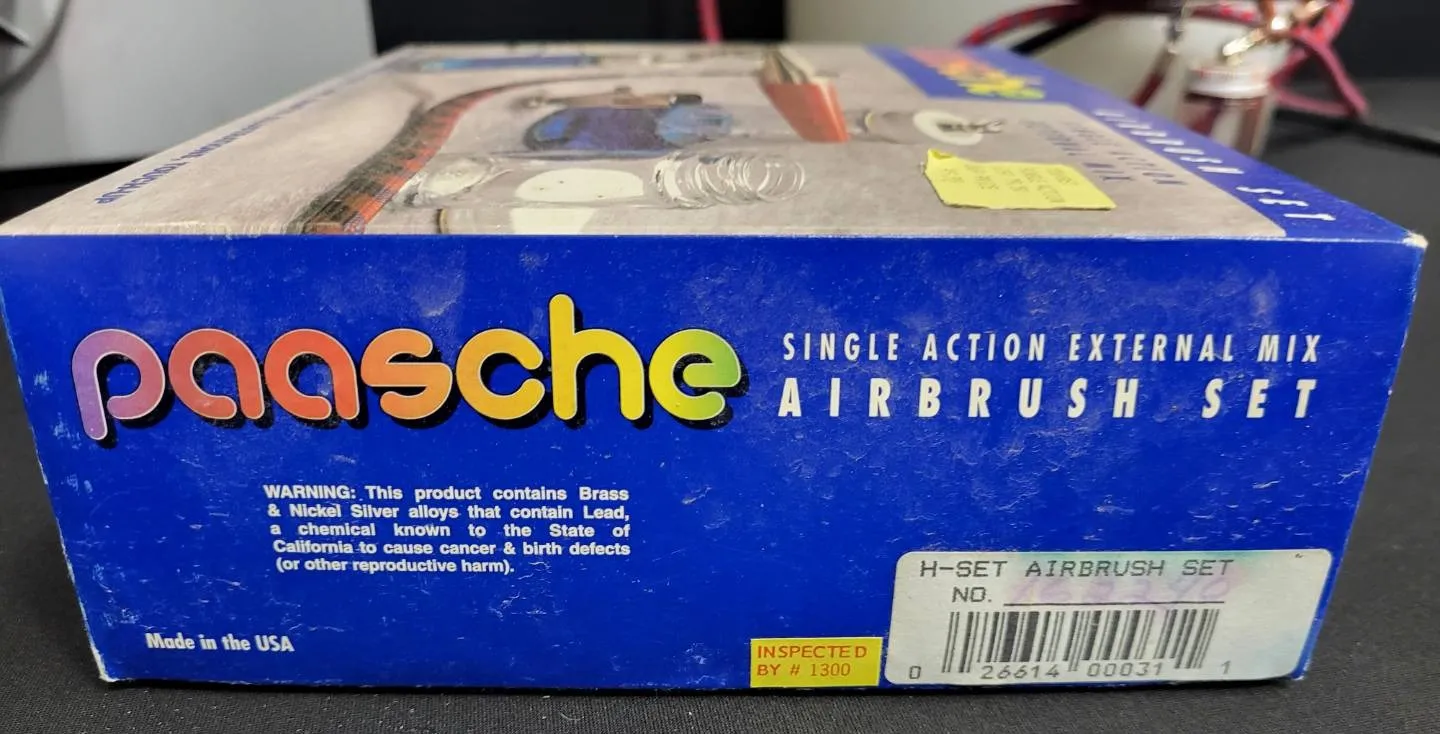 AIRBRUSH SET
paasche
SINGLE ACTION EXTERNAL MIX
AIRBRUSH SET
WARNING: This product contains Brass
& Nickel Silver alloys that contain Lead,
a chemical known to the State of
California to cause cancer & birth defects
(or other reproductive harm).
Made in the USA
INSPECTED
BY # 1300
H-SET AIRBRUSH SET
NO.
0 26614 00031 1